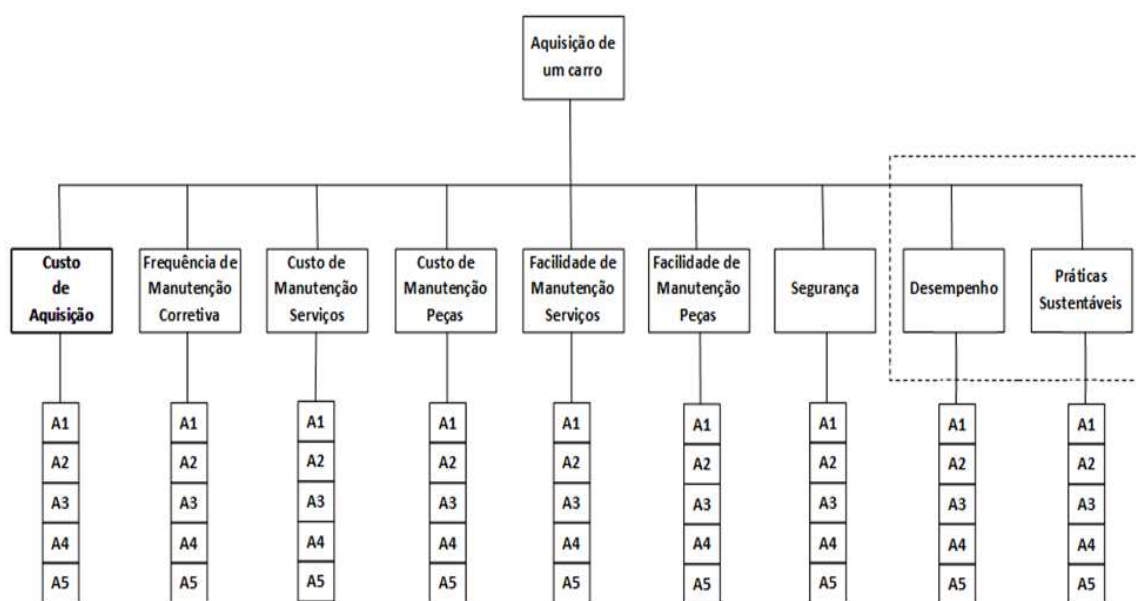 Aquisição de
um carro
Custo
de
Aquisição
Frequência de
Manutenção
Corretiva
Custo de
Manutenção
Serviços
Custo de
Manutenção
Peças
Facilidade de
Manutenção
Serviços
Facilidade de
Manutenção
Peças
Segurança
Desempenho
Práticas
Sustentáveis
A1
A2
A3
A4
A5
A1
A2
A3
A4
A5
A1
A2
A3
A4
A5
A1
A2
A3
A4
A5
A1
A2
A3
A4
A5
A1
A2
A3
A4
A5
A1
A2
A3
A4
A5
A1
A2
A3
A4
A5
A1
A2
A3
A4
A5